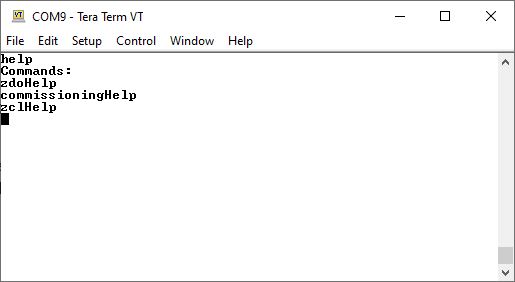 COM9 - Tera Term VT
File Edit Setup Control Window Help
help
Commands:
zdoHelp
commissioningHelp
zclHelp